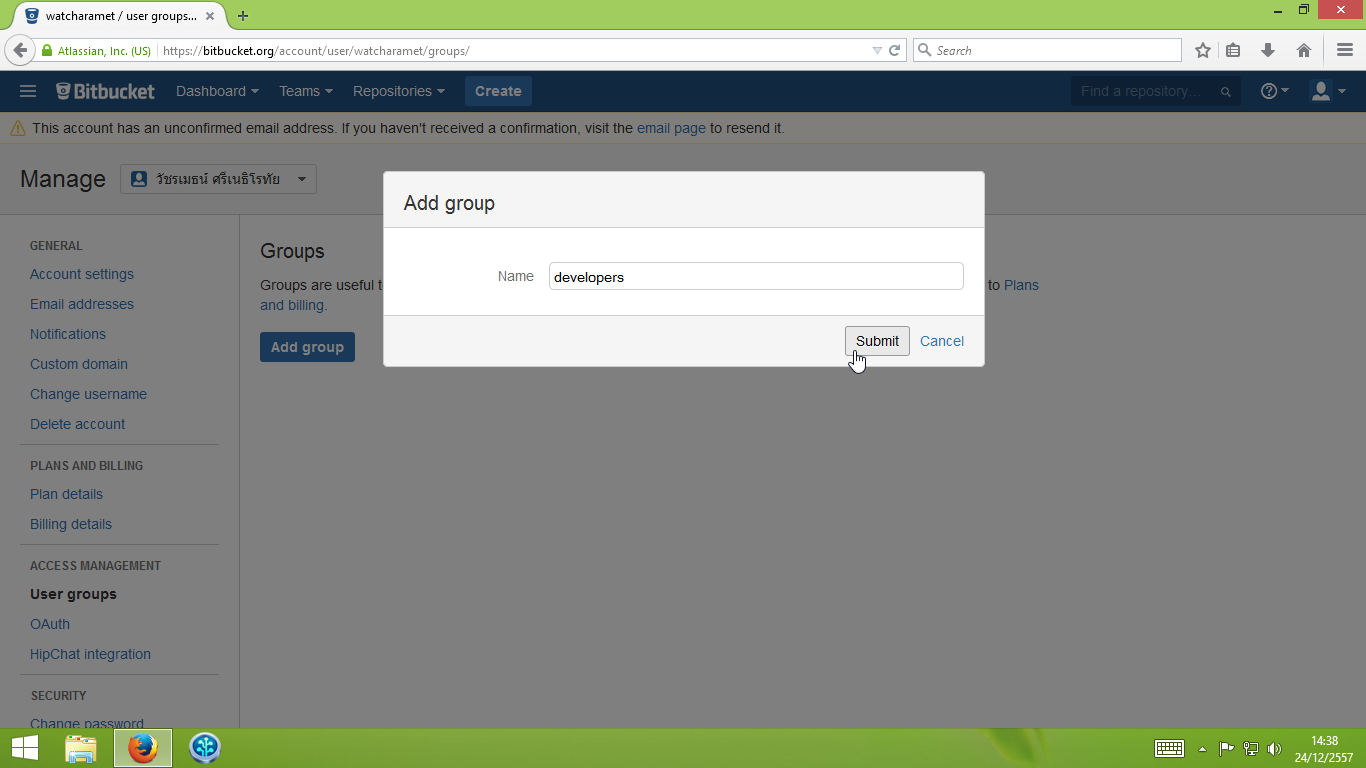 watcharamet / user groups...
Atlassian, Inc. (US) https://bitbucket.org/account/user/watcharamet/groups/ Search
Bitbucket Dashboard Teams Repositories Create Find a repository...
This account has an unconfirmed email address. If you haven't received a confirmation, visit the email page to resend it.
Manage วัชรเมธน์ ศรีเนธิโรทัย
Add group
Name developers
Submit Cancel
GENERAL
Account settings
Email addresses
Notifications
Custom domain
Change username
Delete account
PLANS AND BILLING
Plan details
Billing details
ACCESS MANAGEMENT
User groups
OAuth
HipChat integration
SECURITY
Change password
Groups
Groups are useful to Plans
and billing.
Add group
14:38
24/12/2557